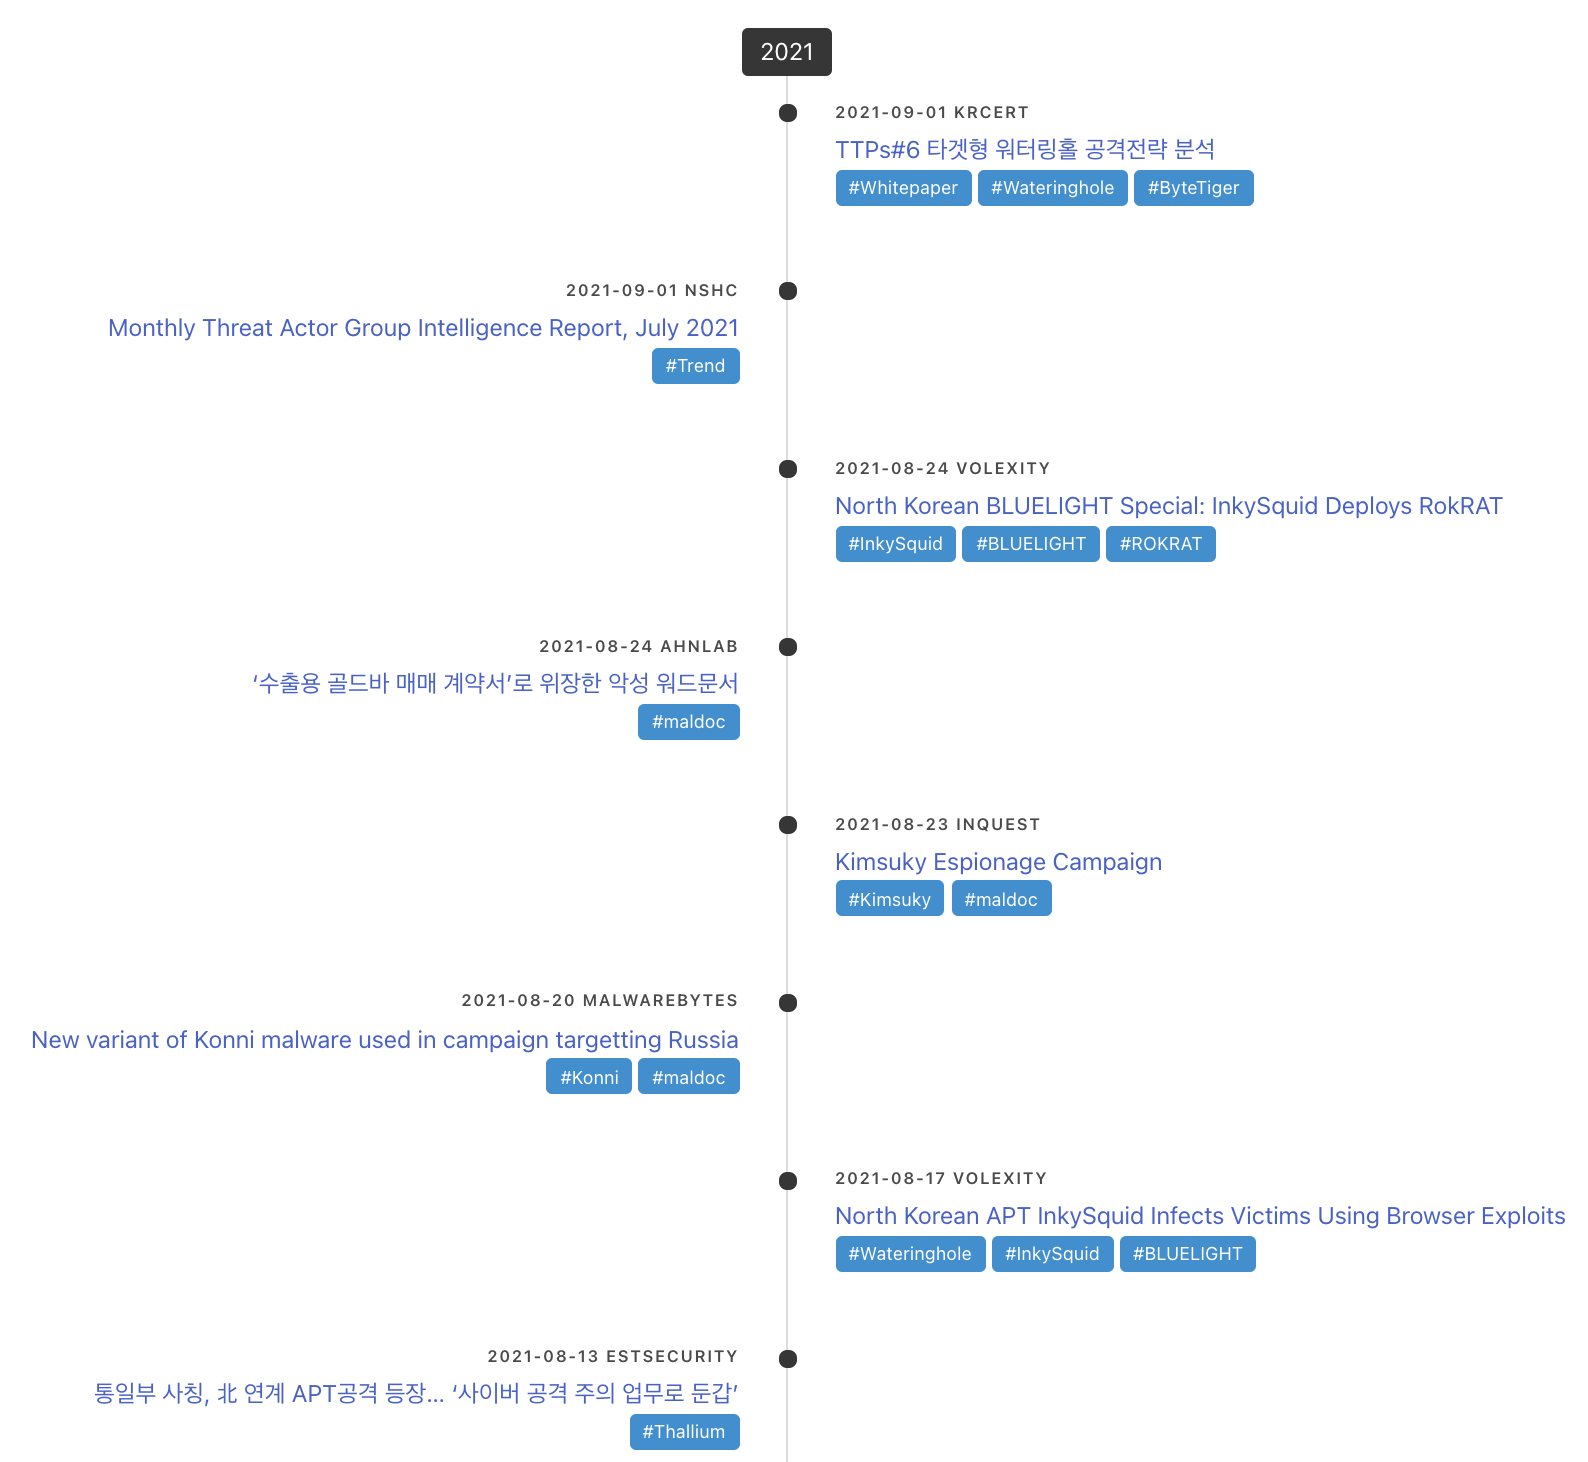 2021
2021-09-01 KRCERT
TTPs#6 타겟형 워터링홀 공격전략 분석
#Whitepaper #Wateringhole #ByteTiger
2021-09-01 NSHC
Monthly Threat Actor Group Intelligence Report, July 2021
#Trend
2021-08-24 VOLEXITY
North Korean BLUELIGHT Special: InkySquid Deploys RokRAT
#InkySquid #BLUELIGHT #ROKRAT
2021-08-24 AHNLAB
‘수출용 골드바 매매 계약서’로 위장한 악성 워드문서
#maldoc
2021-08-23 INQUEST
Kimsuky Espionage Campaign
#Kimsuky #maldoc
2021-08-20 MALWAREBYTES
New variant of Konni malware used in campaign targetting Russia
#Konni #maldoc
2021-08-17 VOLEXITY
North Korean APT InkySquid Infects Victims Using Browser Exploits
#Wateringhole #InkySquid #BLUELIGHT
2021-08-13 ESTSECURITY
통일부 사칭, 北 연계 APT공격 등장... ‘사이버 공격 주의 업무로 둔갑’
#Thallium